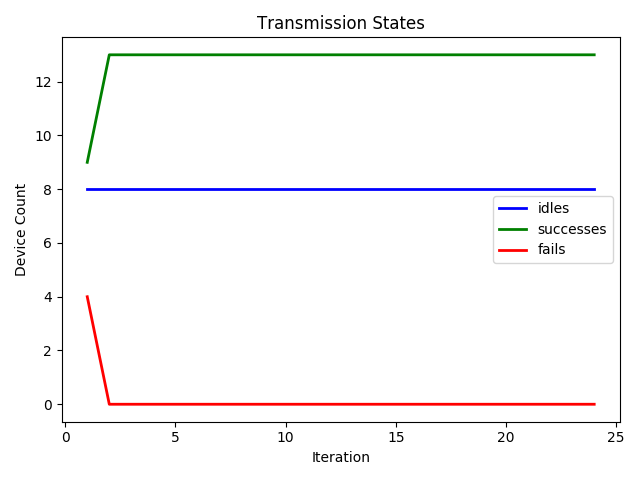 Transmission States
12
10
8
6
4
2
0
Device Count
idles
successes
fails
0 5 10 15 20 25
Iteration